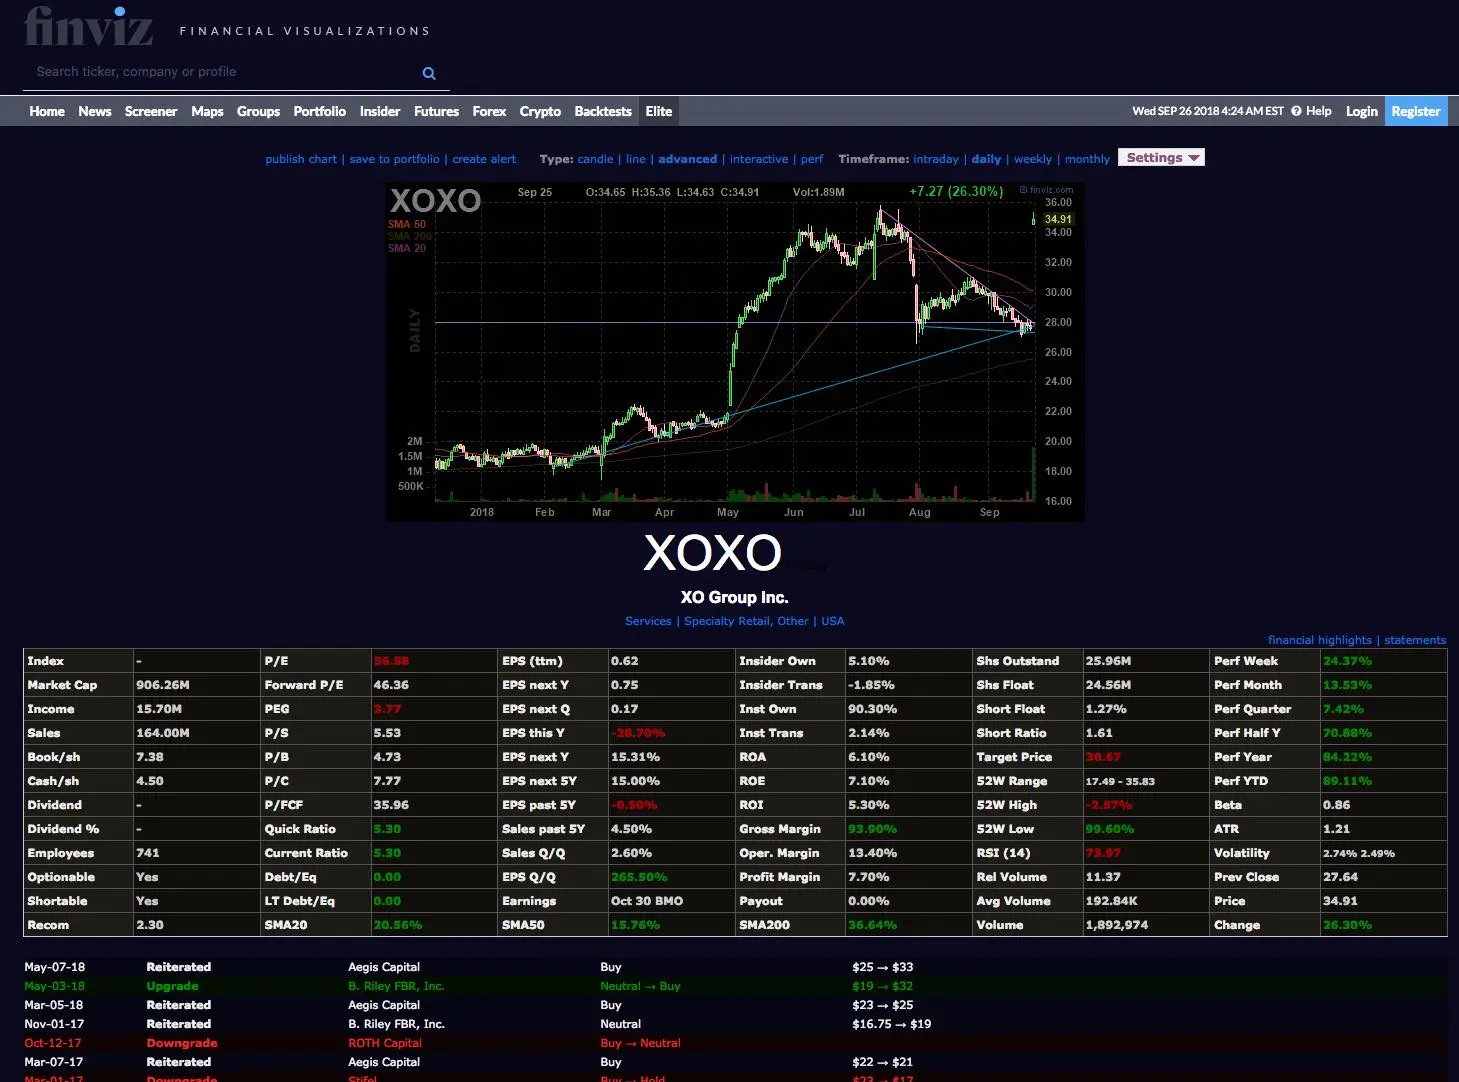 finviz FINANCIAL VISUALIZATIONS
Search ticker, company or profile
Home News Screener Maps Groups Portfolio Insider Futures Forex Crypto Backtests Elite Wed SEP 26 2018 4:24 AM EST Help Login Register
publish chart | save to portfolio | create alert Type: candle | line | advanced | interactive | perf Timeframe: intraday | daily | weekly | monthly Settings
XOXO Sep 25 O:34.65 H:35.36 L:34.63 C:34.91 Vol:1.89M +7.27 (26.30%) © finviz.com
SMA 50
SMA 200
SMA 20
DAILY
36.00
34.91
34.00
32.00
30.00
28.00
26.00
24.00
22.00
20.00
18.00
16.00
2M
1.5M
1M
500K
2018 Feb Mar Apr May Jun Jul Aug Sep
XOXO
XO Group Inc.
Services | Specialty Retail, Other | USA
financial highlights | statements
Index - P/E 56.58 EPS (ttm) 0.62 Insider Own 5.10% Shs Outstand 25.96M Perf Week 24.37%
Market Cap 906.26M Forward P/E 46.36 EPS next Y 0.75 Insider Trans -1.85% Shs Float 24.56M Perf Month 13.53%
Income 15.70M PEG 3.77 EPS next Q 0.17 Inst Own 90.30% Short Float 1.27% Perf Quarter 7.42%
Sales 164.00M P/S 5.53 EPS this Y -28.70% Inst Trans 2.14% Short Ratio 1.61 Perf Half Y 70.88%
Book/sh 7.38 P/B 4.73 EPS next Y 15.31% ROA 6.10% Target Price 30.67 Perf Year 84.22%
Cash/sh 4.50 P/C 7.77 EPS next 5Y 15.00% ROE 7.10% 52W Range 17.49 - 35.83 Perf YTD 89.11%
Dividend - P/FCF 35.96 EPS past 5Y -0.50% ROI 5.30% 52W High -2.57% Beta 0.86
Dividend % - Quick Ratio 5.30 Sales past 5Y 4.50% Gross Margin 93.90% 52W Low 99.60% ATR 1.21
Employees 741 Current Ratio 5.30 Sales Q/Q 2.60% Oper. Margin 13.40% RSI (14) 73.97 Volatility 2.74% 2.49%
Optionable Yes Debt/Eq 0.00 EPS Q/Q 265.50% Profit Margin 7.70% Rel Volume 11.37 Prev Close 27.64
Shortable Yes LT Debt/Eq 0.00 Earnings Oct 30 BMO Payout 0.00% Avg Volume 192.84K Price 34.91
Recom 2.30 SMA20 20.56% SMA50 15.76% SMA200 36.64% Volume 1,892,974 Change 26.30%
May-07-18 Reiterated Aegis Capital Buy $25 → $33
May-03-18 Upgrade B. Riley FBR, Inc. Neutral → Buy $19 → $32
Mar-05-18 Reiterated Aegis Capital Buy $23 → $25
Nov-01-17 Reiterated B. Riley FBR, Inc. Neutral $16.75 → $19
Oct-12-17 Downgrade ROTH Capital Buy → Neutral
Mar-07-17 Reiterated Aegis Capital Buy $22 → $21
Mar-01-17 Downgrade Stifel Buy → Hold $23 → $17